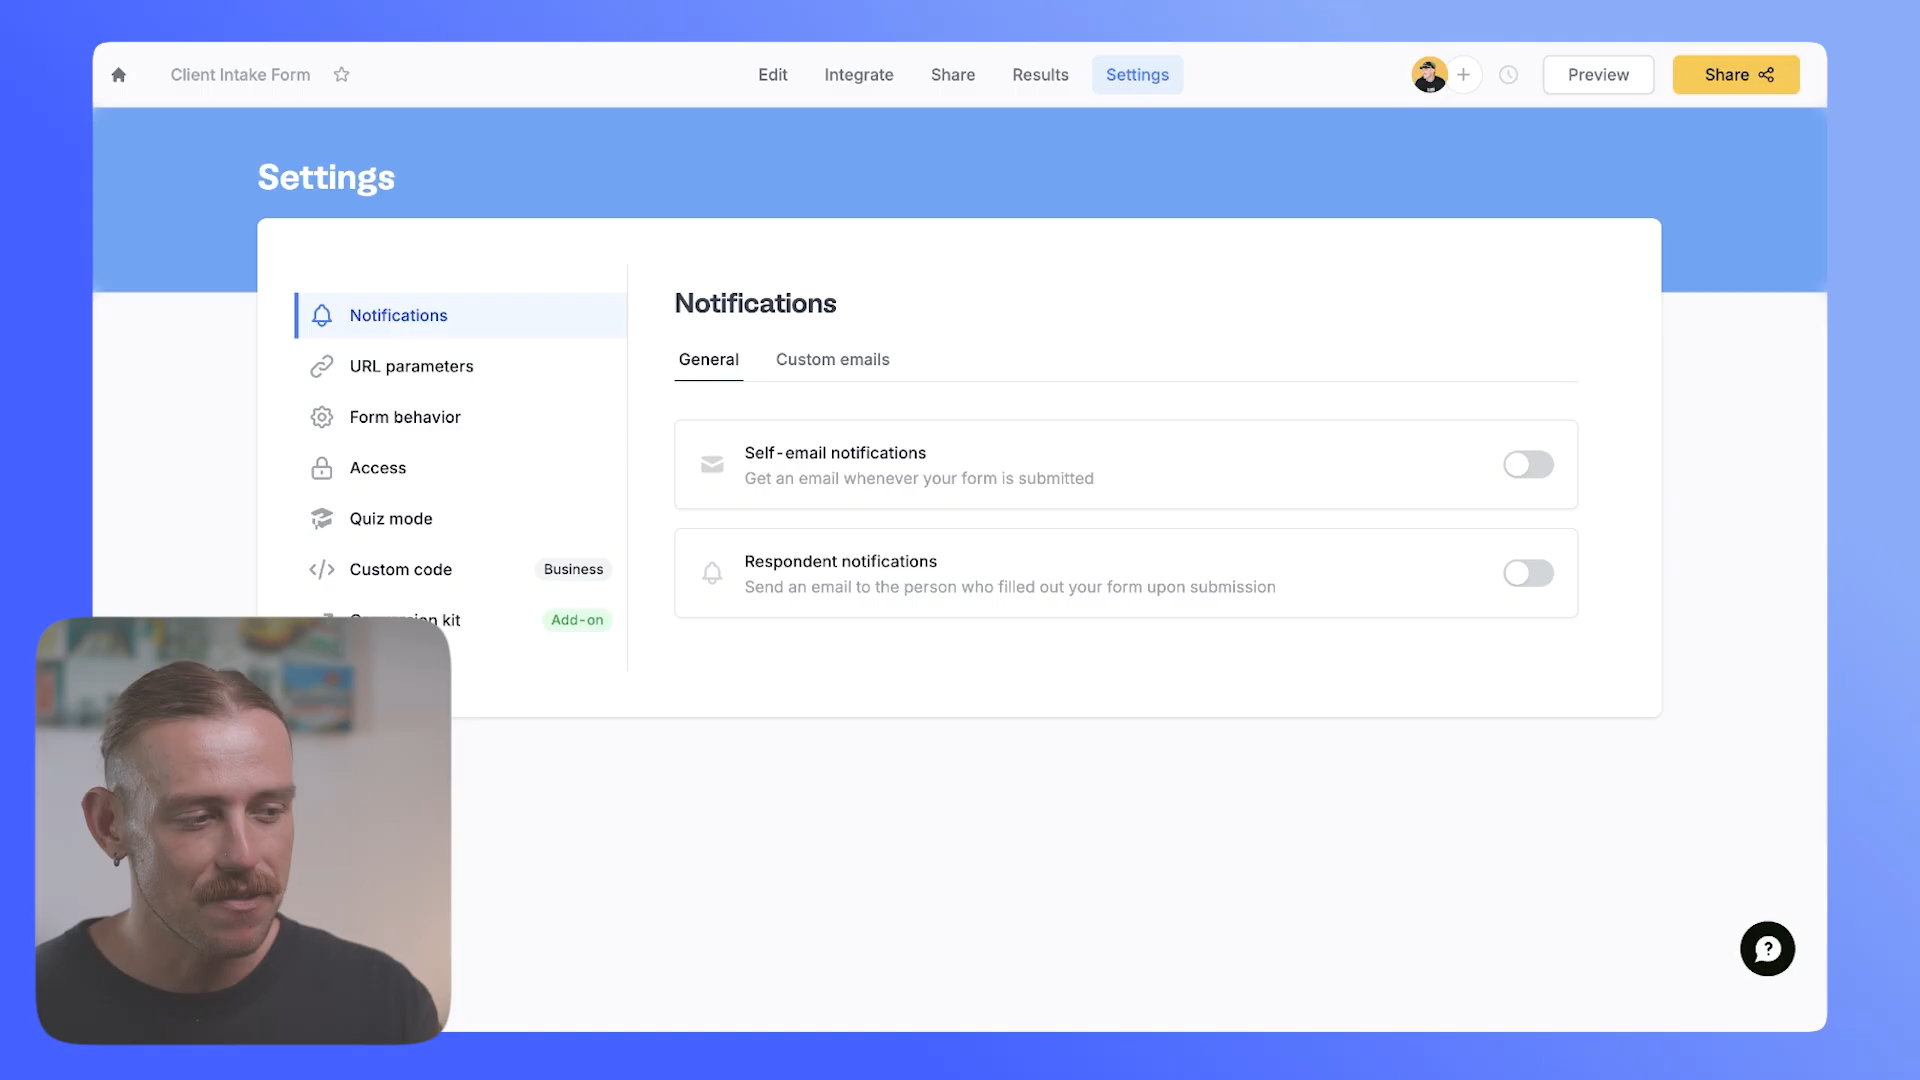 Client Intake Form
Edit
Integrate
Share
Results
Settings
Preview
Share
Settings
Notifications
URL parameters
Form behavior
Access
Quiz mode
Custom code
Business
kit
Add-on
Notifications
General
Custom emails
Self-email notifications
Get an email whenever your form is submitted
Respondent notifications
Send an email to the person who filled out your form upon submission